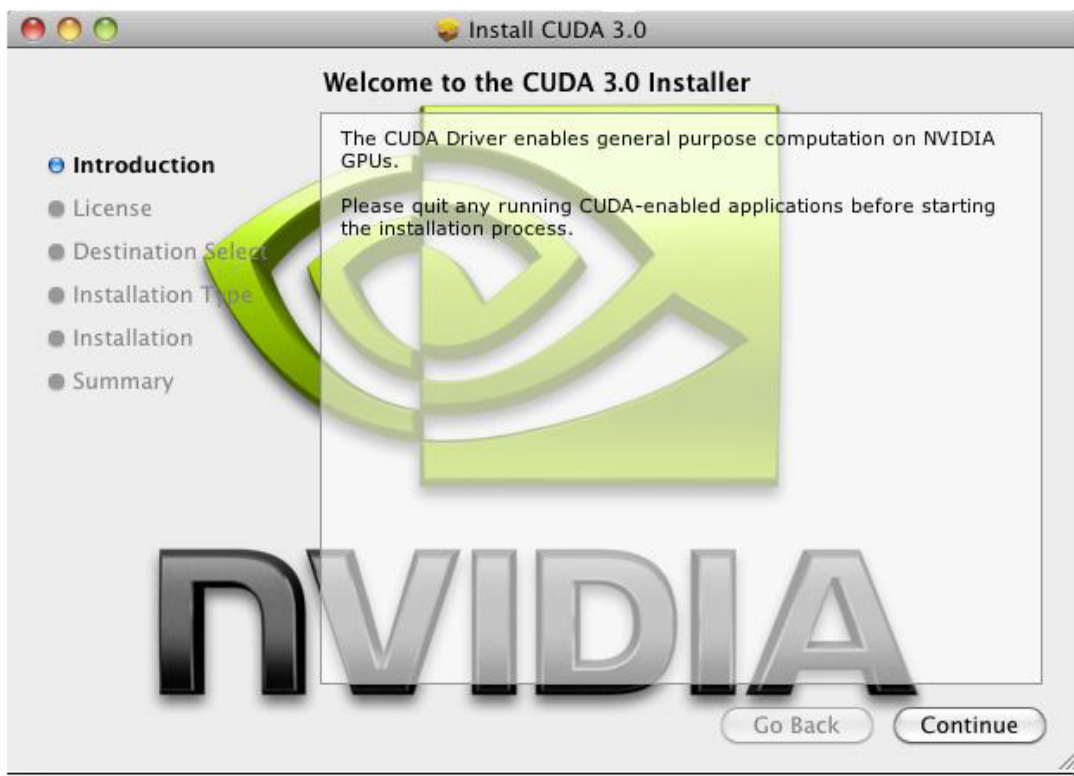 Install CUDA 3.0
Welcome to the CUDA 3.0 Installer
Introduction
License
Destination Select
Installation Type
Installation
Summary
The CUDA Driver enables general purpose computation on NVIDIA
GPUs.
Please quit any running CUDA-enabled applications before starting
the installation process.
nVIDIA
Go Back
Continue